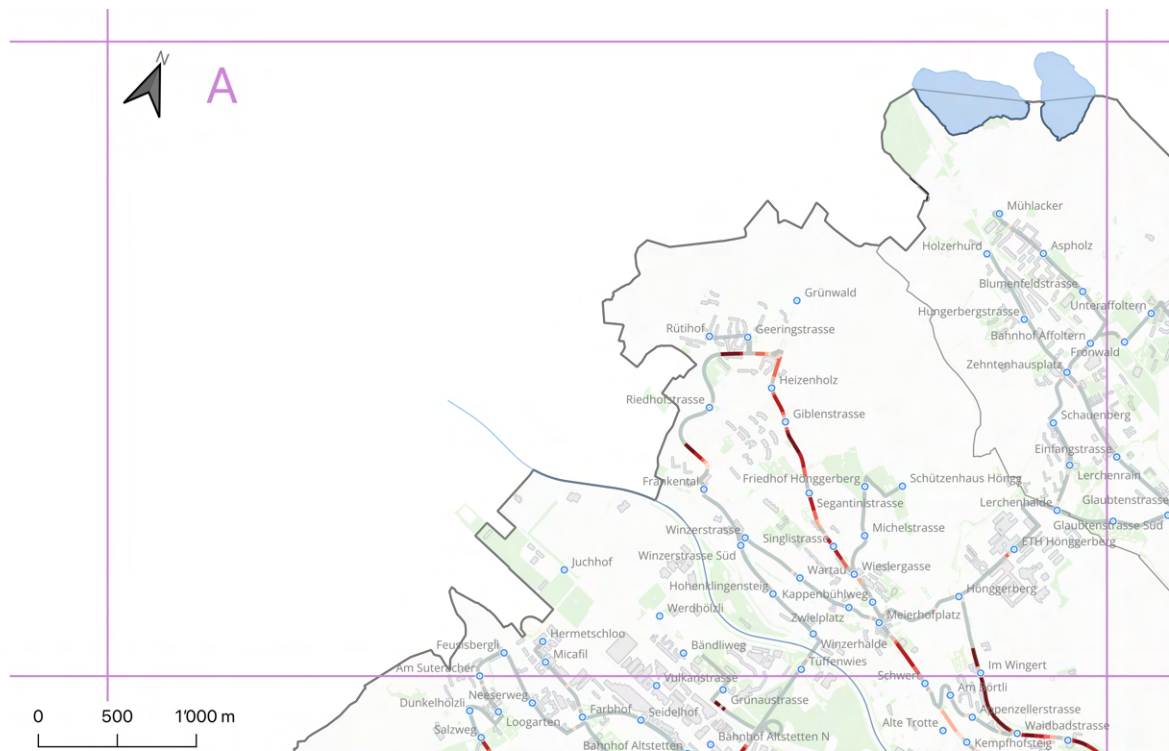 N
A
Mühlacker
Holzerhurd
Aspholz
Blumenfeldstrasse
Grünwald
Hungerbergstrasse
Unteraffoltern
Rütihof
Geeringstrasse
Bahnhof Affoltern
Fronwald
Zehntenhausplatz
Heizenholz
Riedhofstrasse
Giblenstrasse
Schauenberg
Einfangstrasse
Frankental
Friedhof Hönggerberg
Schützenhaus Höngg
Lerchenrain
Segantinistrasse
Lerchenhalde
Glaubtenstrasse
Winzerstrasse
Singlistrasse
Michelstrasse
Glaubtenstrasse Süd
Winzerstrasse Süd
ETH Hönggerberg
Juchhof
Wartau
Wieslergasse
Hohenklingensteig
Kappenbühlweg
Hönggerberg
Werdhölzli
Zwielplatz
Meierhofplatz
Hermetschloo
Winzerhalde
Feusisbergli
Micafil
Bändliweg
Tüffenwies
Am Suteracher
Im Wingert
Vulkanstrasse
Schwert
Neeserweg
Grünaustrasse
Am Börtli
Dunkelhölzli
Loogarten
Farbhof
Seidelhof
Appenzellerstrasse
Salzweg
Alte Trotte
Waidbadstrasse
Bahnhof Altstetten N
Bahnhof Altstetten
Kempfhofsteig
0 500 1'000 m